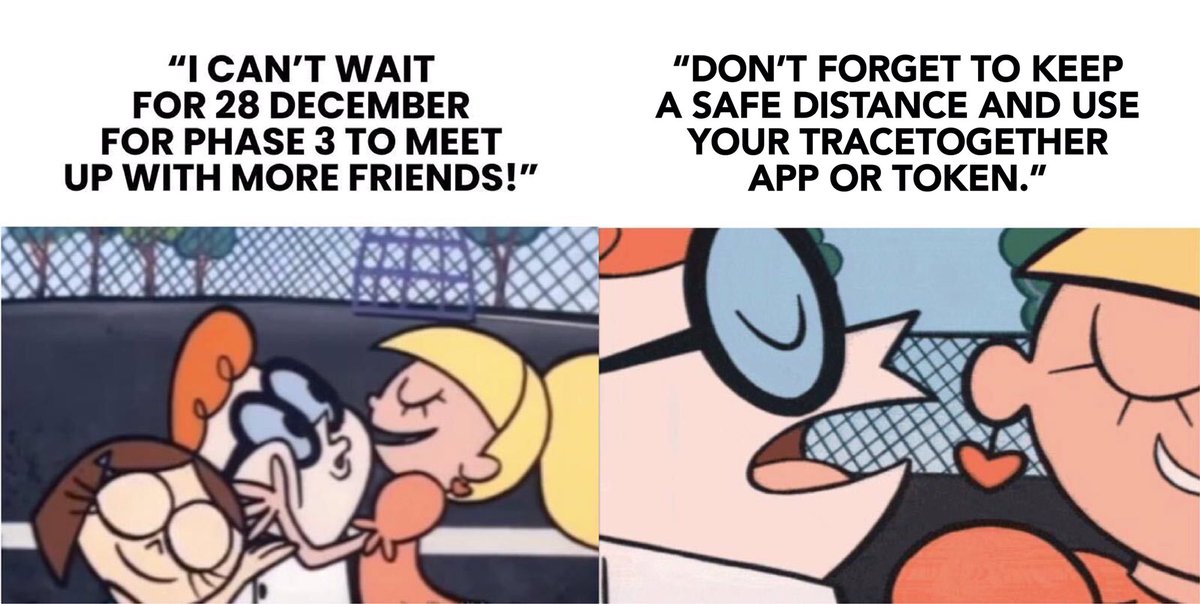 “I CAN’T WAIT
FOR 28 DECEMBER
FOR PHASE 3 TO MEET
UP WITH MORE FRIENDS!”
“DON’T FORGET TO KEEP
A SAFE DISTANCE AND USE
YOUR TRACETOGETHER
APP OR TOKEN.”